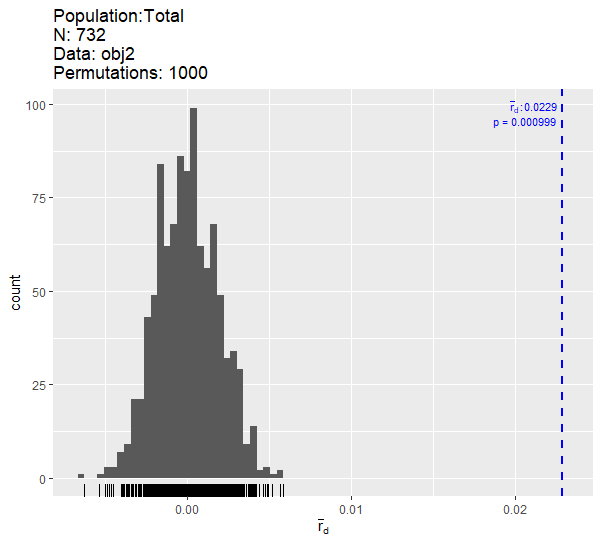 Population:Total
N: 732
Data: obj2
Permutations: 1000
r̄d:0.0229
p = 0.000999
100
75
50
25
0
count
0.00
0.01
0.02
r̄d